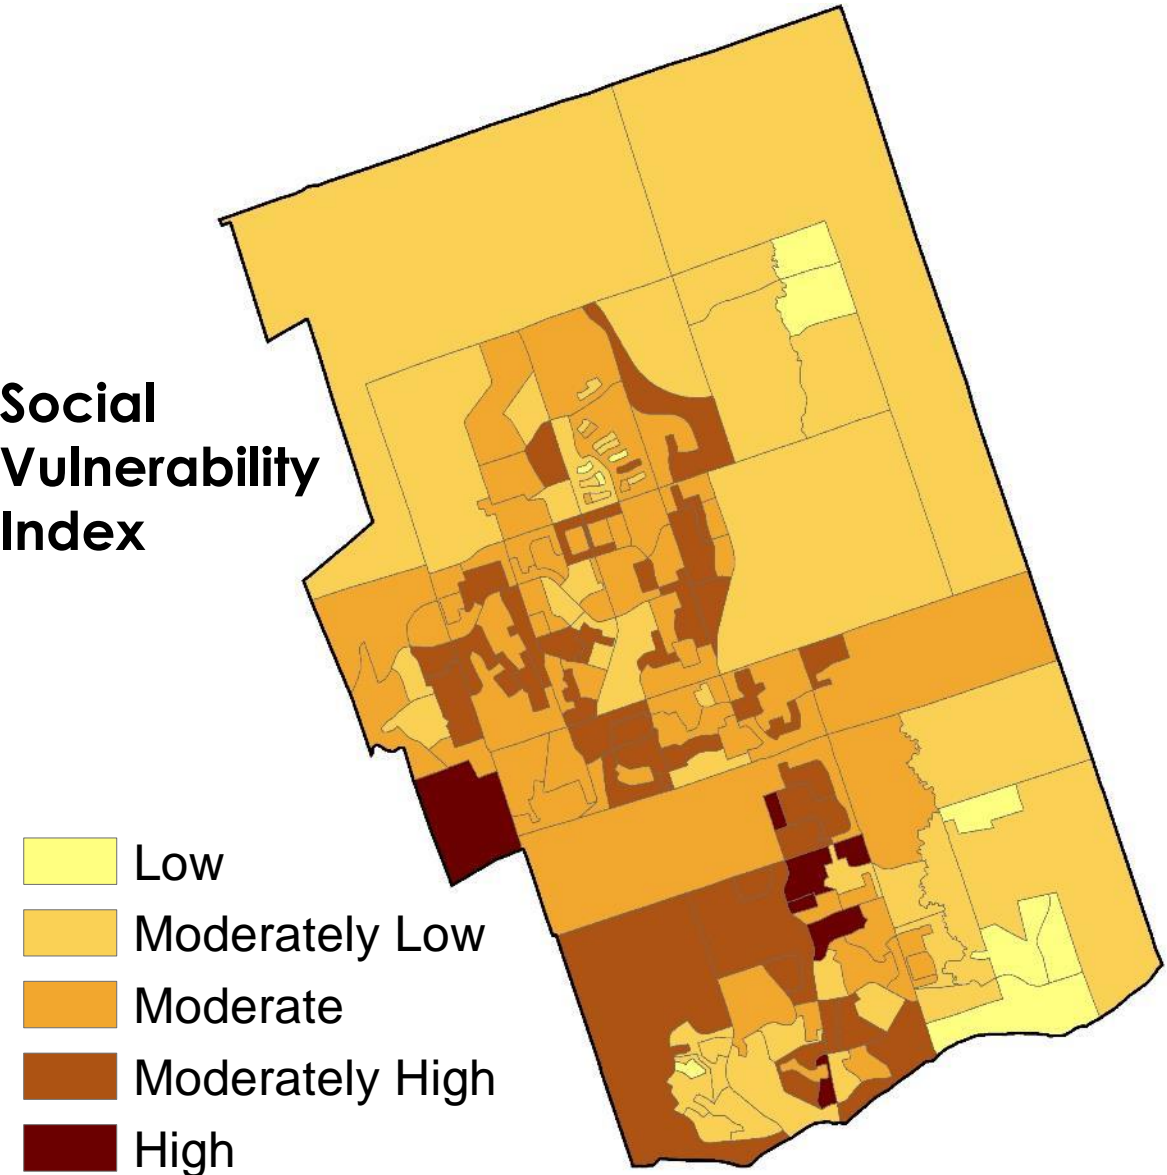 Social
Vulnerability
Index
Low
Moderately Low
Moderate
Moderately High
High